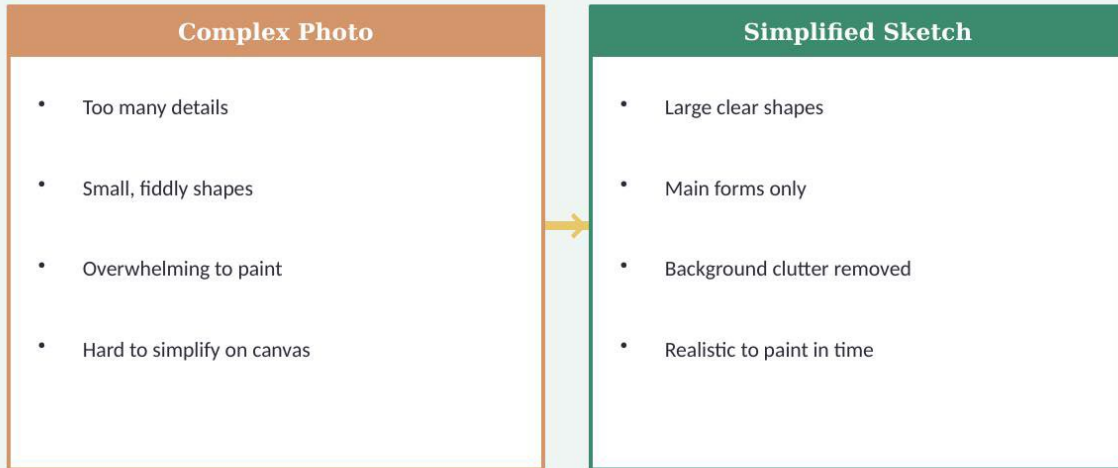 Complex Photo
• Too many details
• Small, fiddly shapes
• Overwhelming to paint
• Hard to simplify on canvas
Simplified Sketch
• Large clear shapes
• Main forms only
• Background clutter removed
• Realistic to paint in time